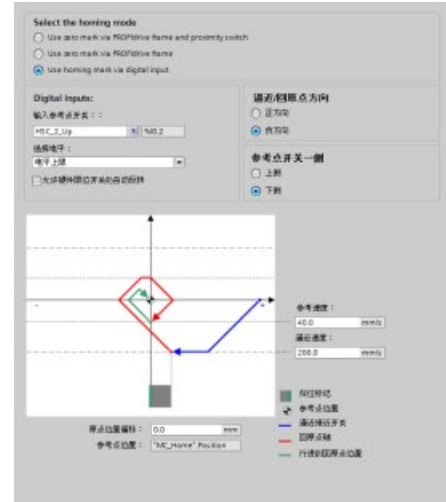 Select the homing mode
Use zero mark via PROFIdrive frame and proximity switch
Use zero mark via PROFIdrive frame
Use homing mark via digital input
Digital inputs:
输入参考点开关：：
HSC_2_Up
%I0.2
选择电平：
电平上限
允许硬件限位开关处自动反转
逼近/回原点方向
正方向
负方向
参考点开关一侧
上侧
下侧
-
+
参考速度：
40.0 mm/s
逼近速度：
200.0 mm/s
原点位置偏移： 0.0 mm
参考点位置： "MC_Home".Position
归位标记
参考点位置
逼近接近开关
回原点轴
行进到回原点位置